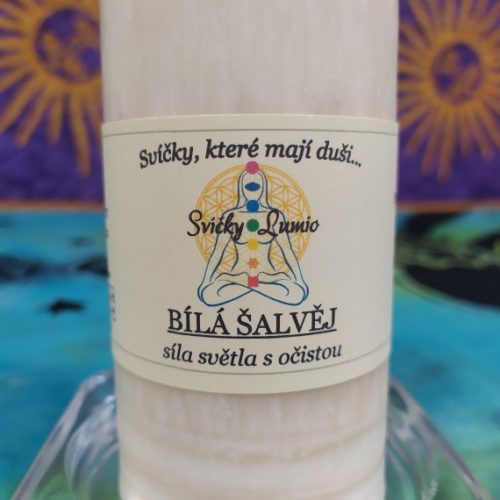 Svíčky, které mají duši...
Svíčky Lumio
BÍLÁ ŠALVĚJ
síla světla s očistou